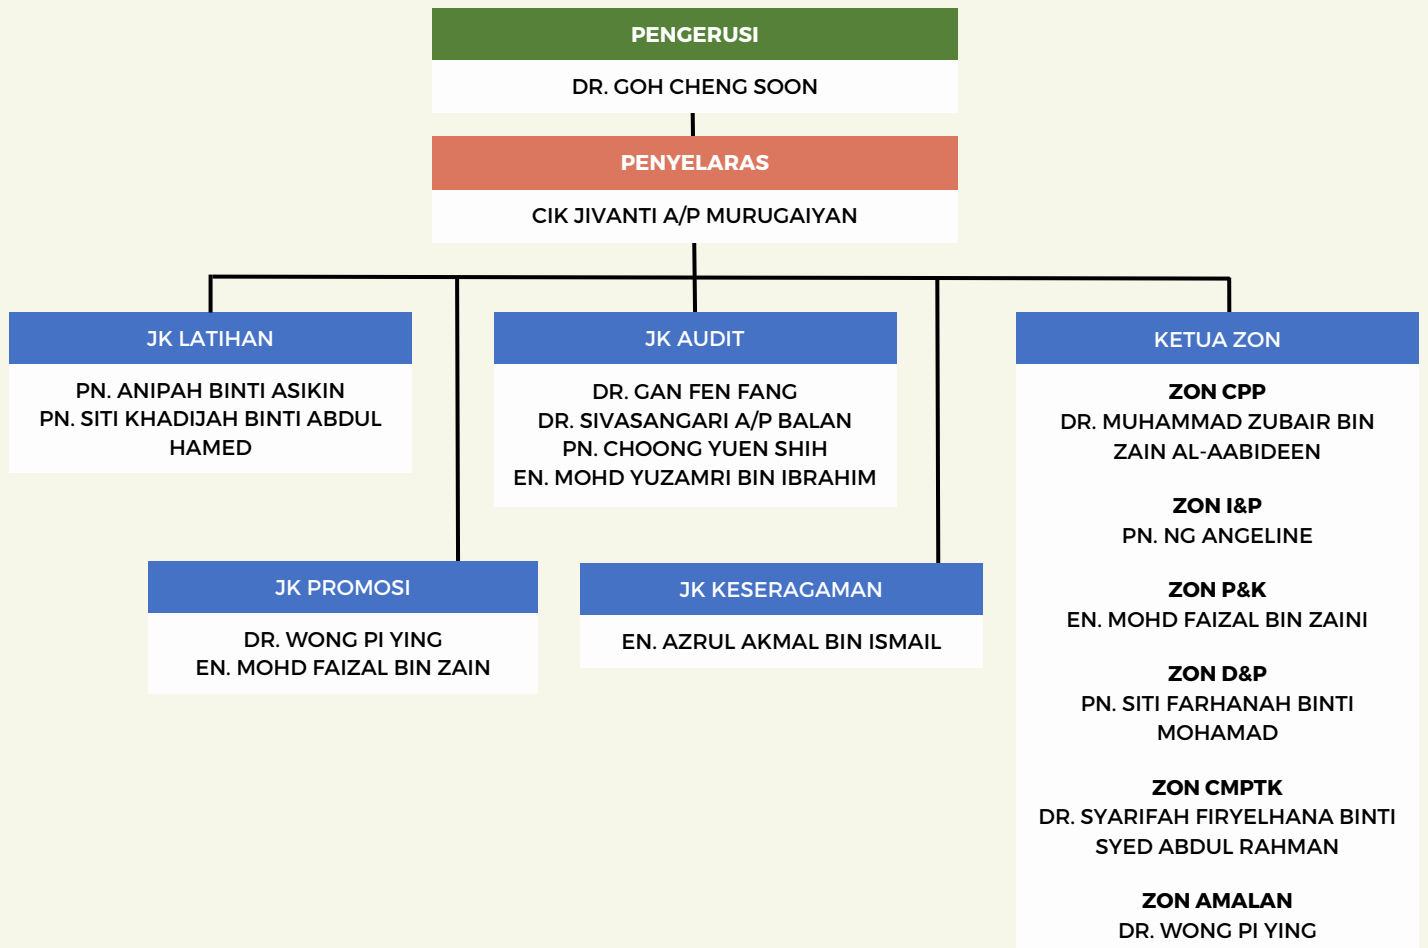 PENGERUSI
DR. GOH CHENG SOON
PENYELARAS
CIK JIVANTI A/P MURUGAIYAN
JK LATIHAN
PN. ANIPAH BINTI ASIKIN
PN. SITI KHADIJAH BINTI ABDUL
HAMED
JK AUDIT
DR. GAN FEN FANG
DR. SIVASANGARI A/P BALAN
PN. CHOONG YUEN SHIH
EN. MOHD YUZAMRI BIN IBRAHIM
KETUA ZON
ZON CPP
DR. MUHAMMAD ZUBAIR BIN
ZAIN AL-AABIDEEN
ZON I&P
PN. NG ANGELINE
ZON P&K
EN. MOHD FAIZAL BIN ZAINI
ZON D&P
PN. SITI FARHANAH BINTI
MOHAMAD
ZON CMPTK
DR. SYARIFAH FIRYELHANA BINTI
SYED ABDUL RAHMAN
ZON AMALAN
DR. WONG PI YING
JK PROMOSI
DR. WONG PI YING
EN. MOHD FAIZAL BIN ZAIN
JK KESERAGAMAN
EN. AZRUL AKMAL BIN ISMAIL